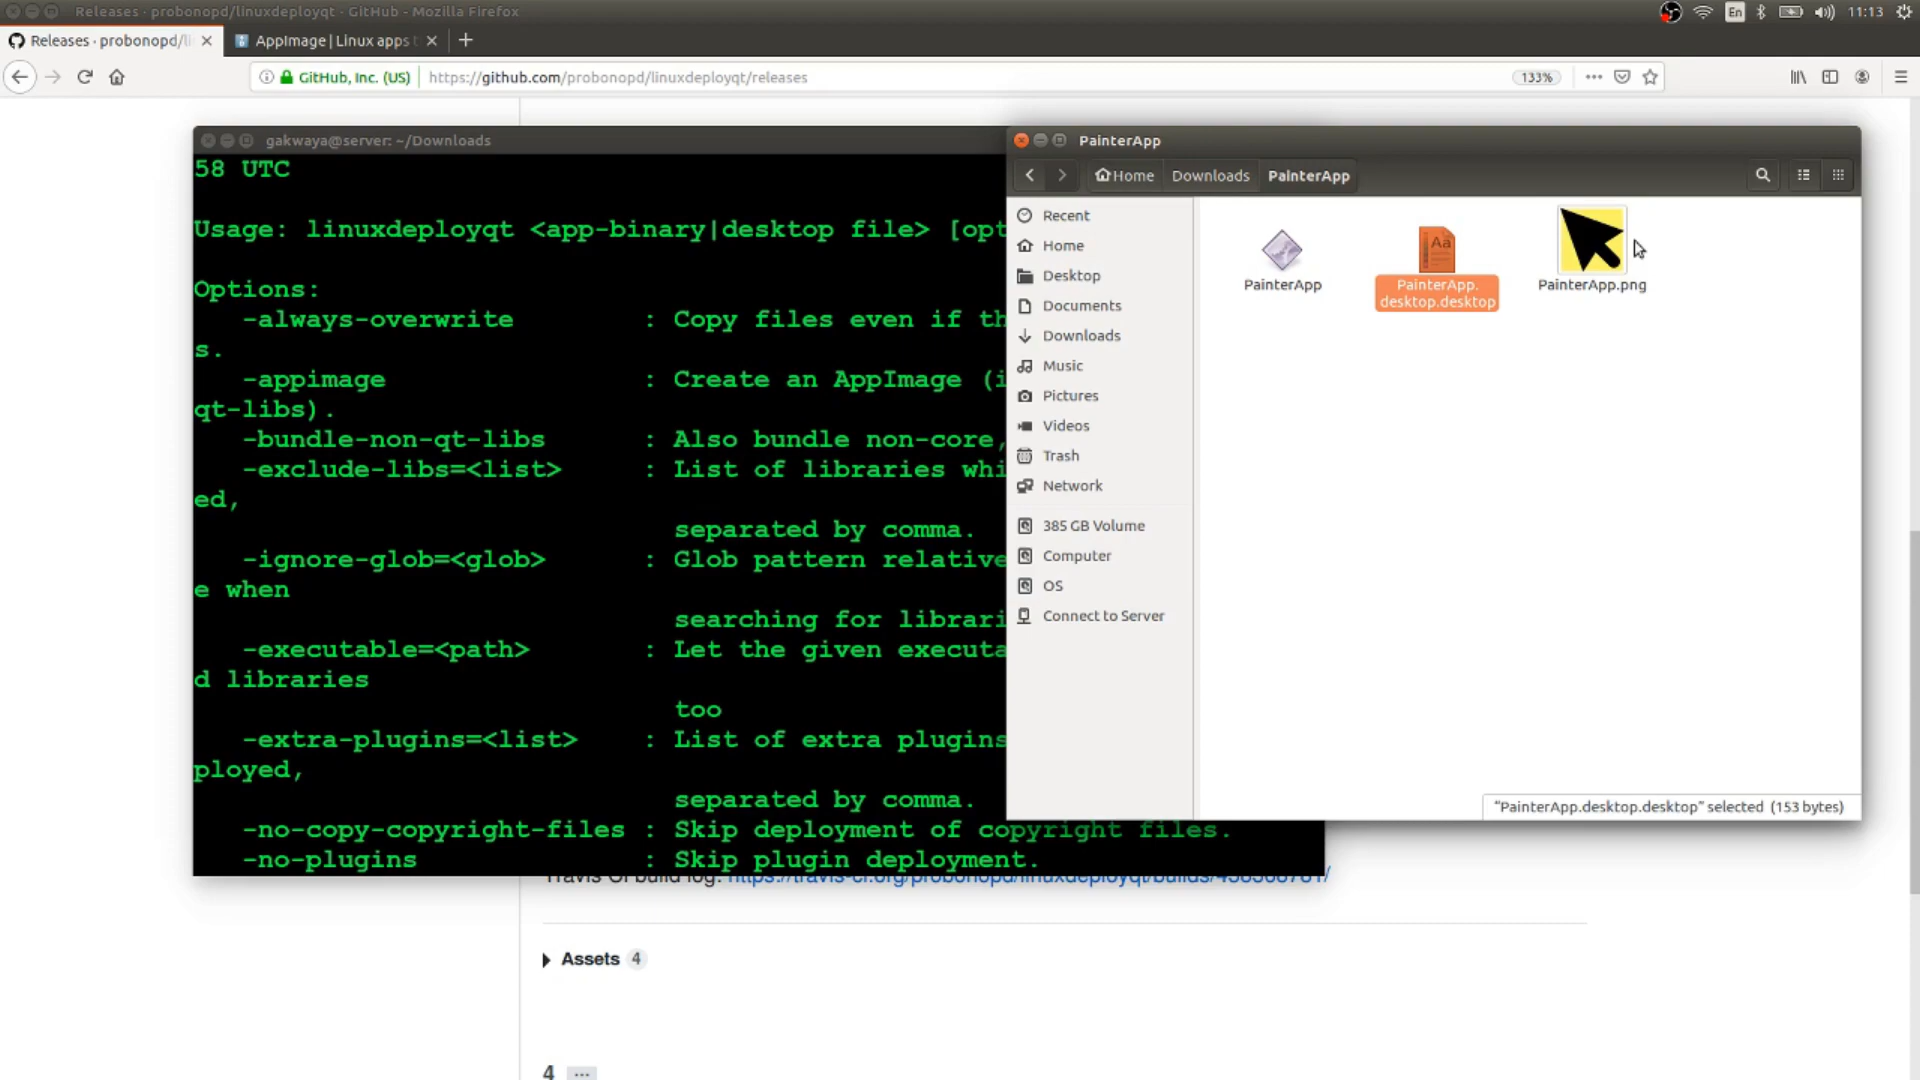 Releases · probonopd/linuxdeployqt · GitHub - Mozilla Firefox
En
11:13
Releases · probonopd/li
AppImage | Linux apps t
GitHub, Inc. (US)
https://github.com/probonopd/linuxdeployqt/releases
133%
gakwaya@server: ~/Downloads
58 UTC
Usage: linuxdeployqt <app-binary|desktop file> [opt
Options:
-always-overwrite : Copy files even if th
s.
-appimage : Create an AppImage (i
qt-libs).
-bundle-non-qt-libs : Also bundle non-core,
-exclude-libs=<list> : List of libraries whi
ed,
separated by comma.
-ignore-glob=<glob> : Glob pattern relative
e when
searching for librari
-executable=<path> : Let the given executa
d libraries
too
-extra-plugins=<list> : List of extra plugins
ployed,
separated by comma.
-no-copy-copyright-files : Skip deployment of copyright files.
-no-plugins : Skip plugin deployment.
PainterApp
Home
Downloads
PainterApp
Recent
Home
Desktop
Documents
Downloads
Music
Pictures
Videos
Trash
Network
385 GB Volume
Computer
OS
Connect to Server
PainterApp
PainterApp.
desktop.desktop
PainterApp.png
"PainterApp.desktop.desktop" selected (153 bytes)
Travis CI build log:
Assets 4
4 ...